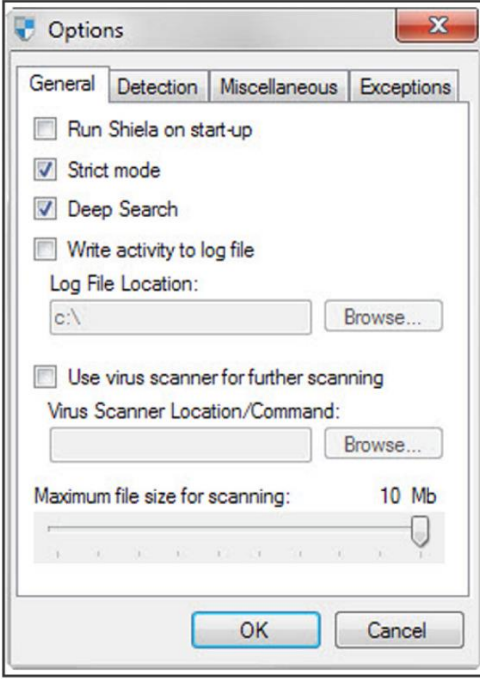 Options
General Detection Miscellaneous Exceptions
Run Shiela on start-up
Strict mode
Deep Search
Write activity to log file
Log File Location:
c:\
Browse...
Use virus scanner for further scanning
Virus Scanner Location/Command:
Browse...
Maximum file size for scanning: 10 Mb
OK Cancel